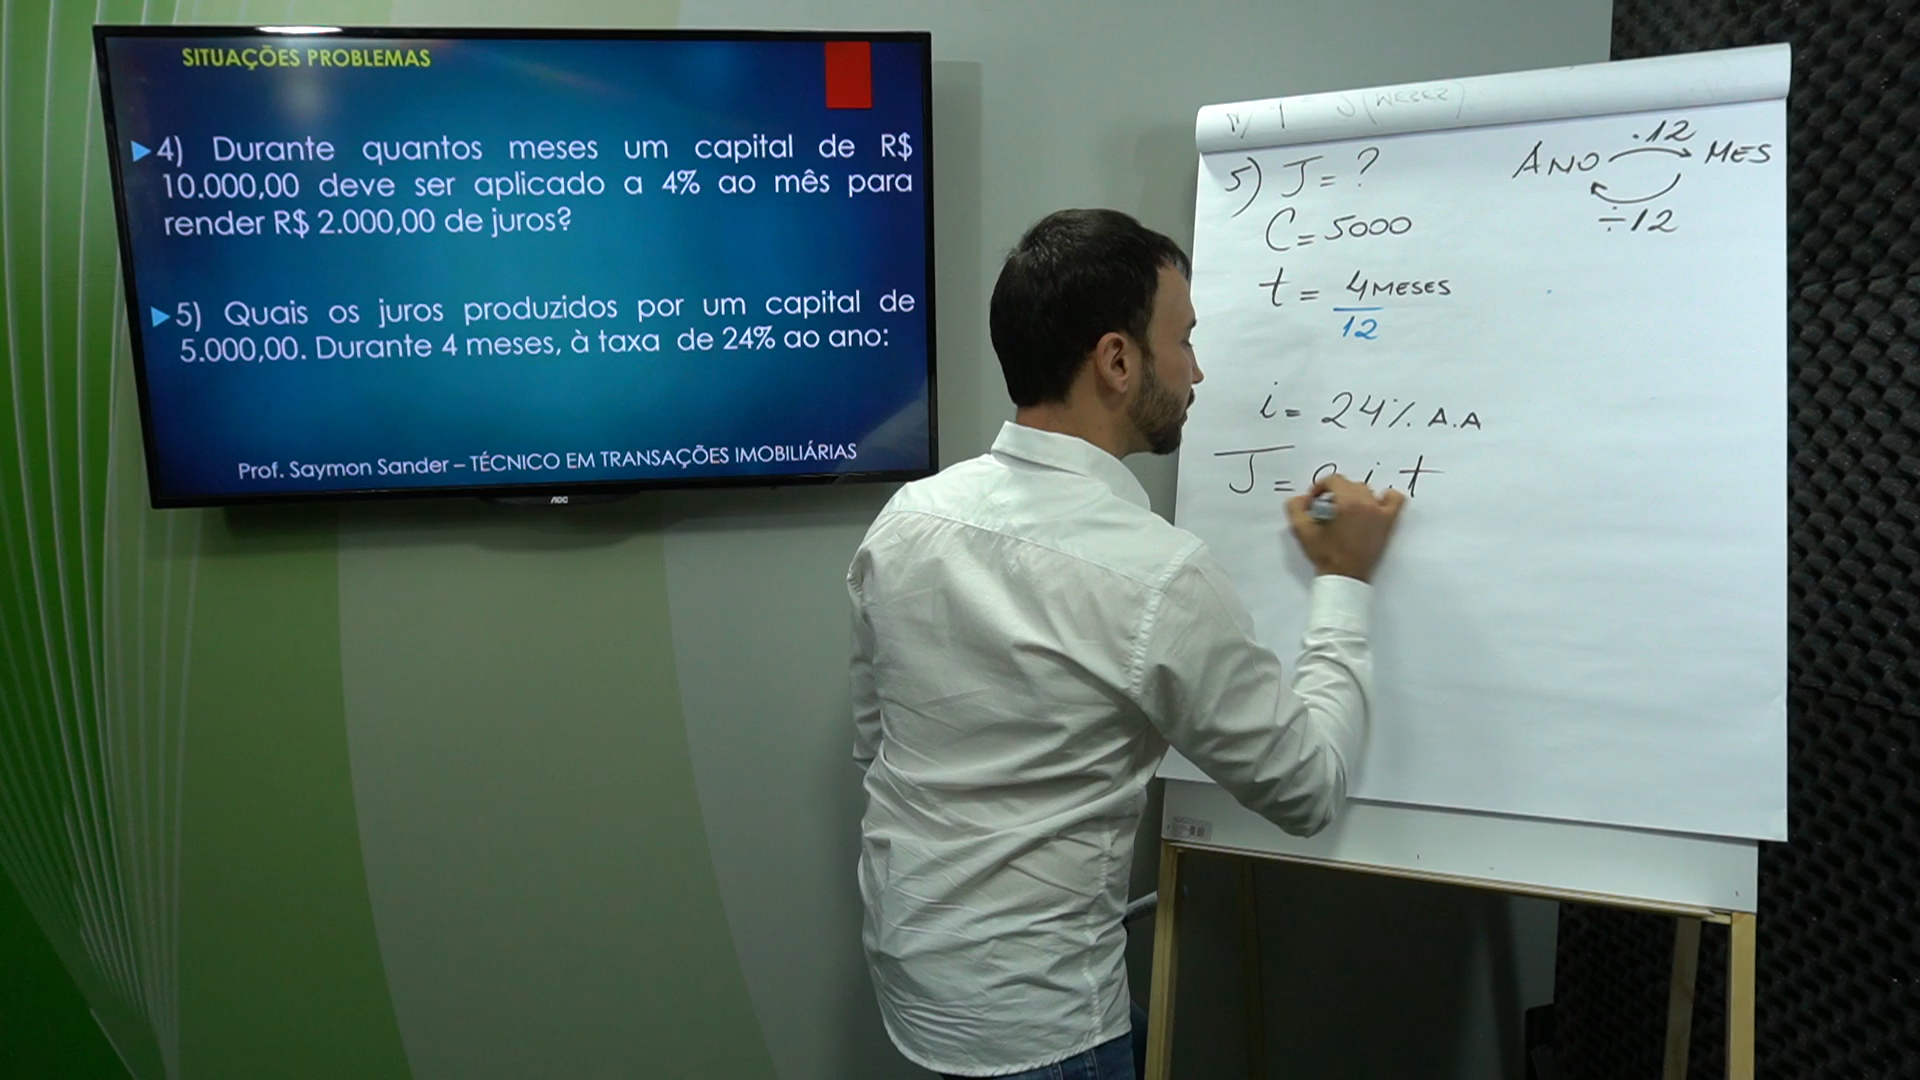 SITUAÇÕES PROBLEMAS
4) Durante quantos meses um capital de R$
10.000,00 deve ser aplicado a 4% ao mês para
render R$ 2.000,00 de juros?
5) Quais os juros produzidos por um capital de
5.000,00. Durante 4 meses, à taxa de 24% ao ano:
Prof. Saymon Sander – TÉCNICO EM TRANSAÇÕES IMOBILIÁRIAS
AOC
5) J = ?
C = 5000
t = 4 MESES
12
i = 24% A.A
J = C.i.t
ANO .12 MES
÷12